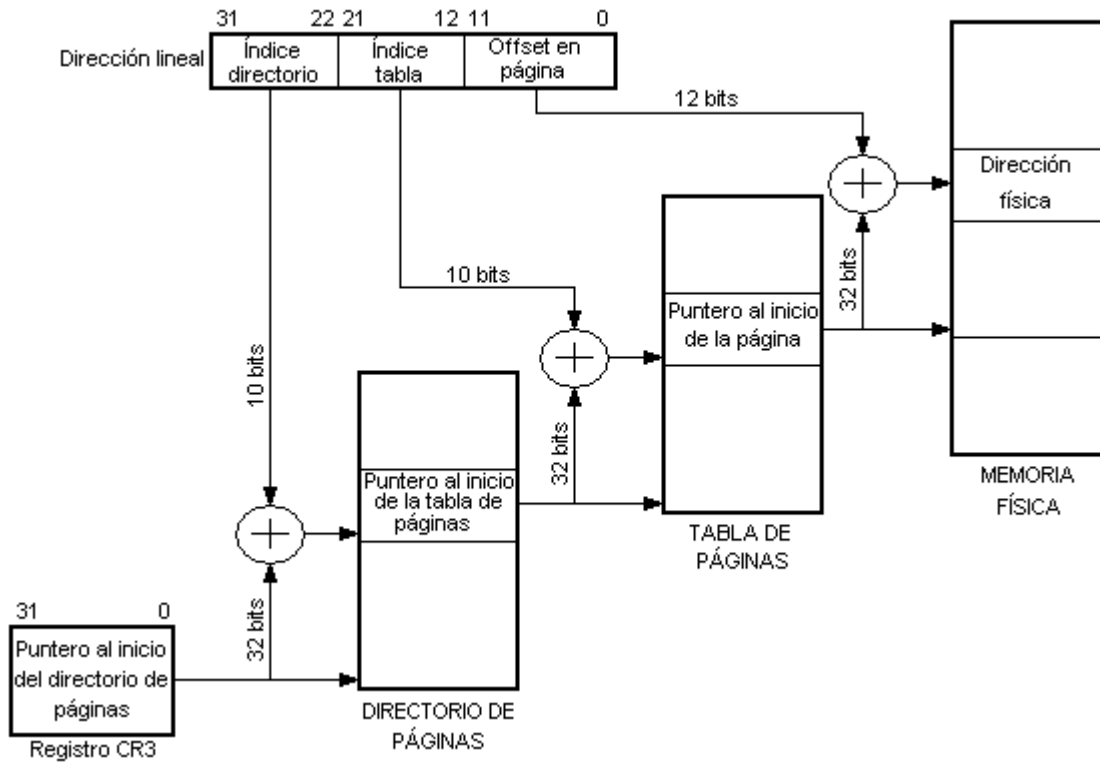 31 22 21 12 11 0
Dirección lineal
Índice
directorio
Índice
tabla
Offset en
página
12 bits
Dirección
física
10 bits
32 bits
Puntero al inicio
de la página
10 bits
32 bits
Puntero al inicio
de la tabla de
páginas
MEMORIA
FÍSICA
TABLA DE
PÁGINAS
31 0
32 bits
Puntero al inicio
del directorio de
páginas
Registro CR3
DIRECTORIO DE
PÁGINAS